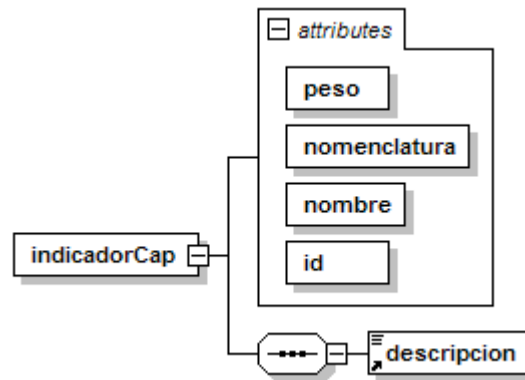 attributes
peso
nomenclatura
nombre
id
indicadorCap
descripcion